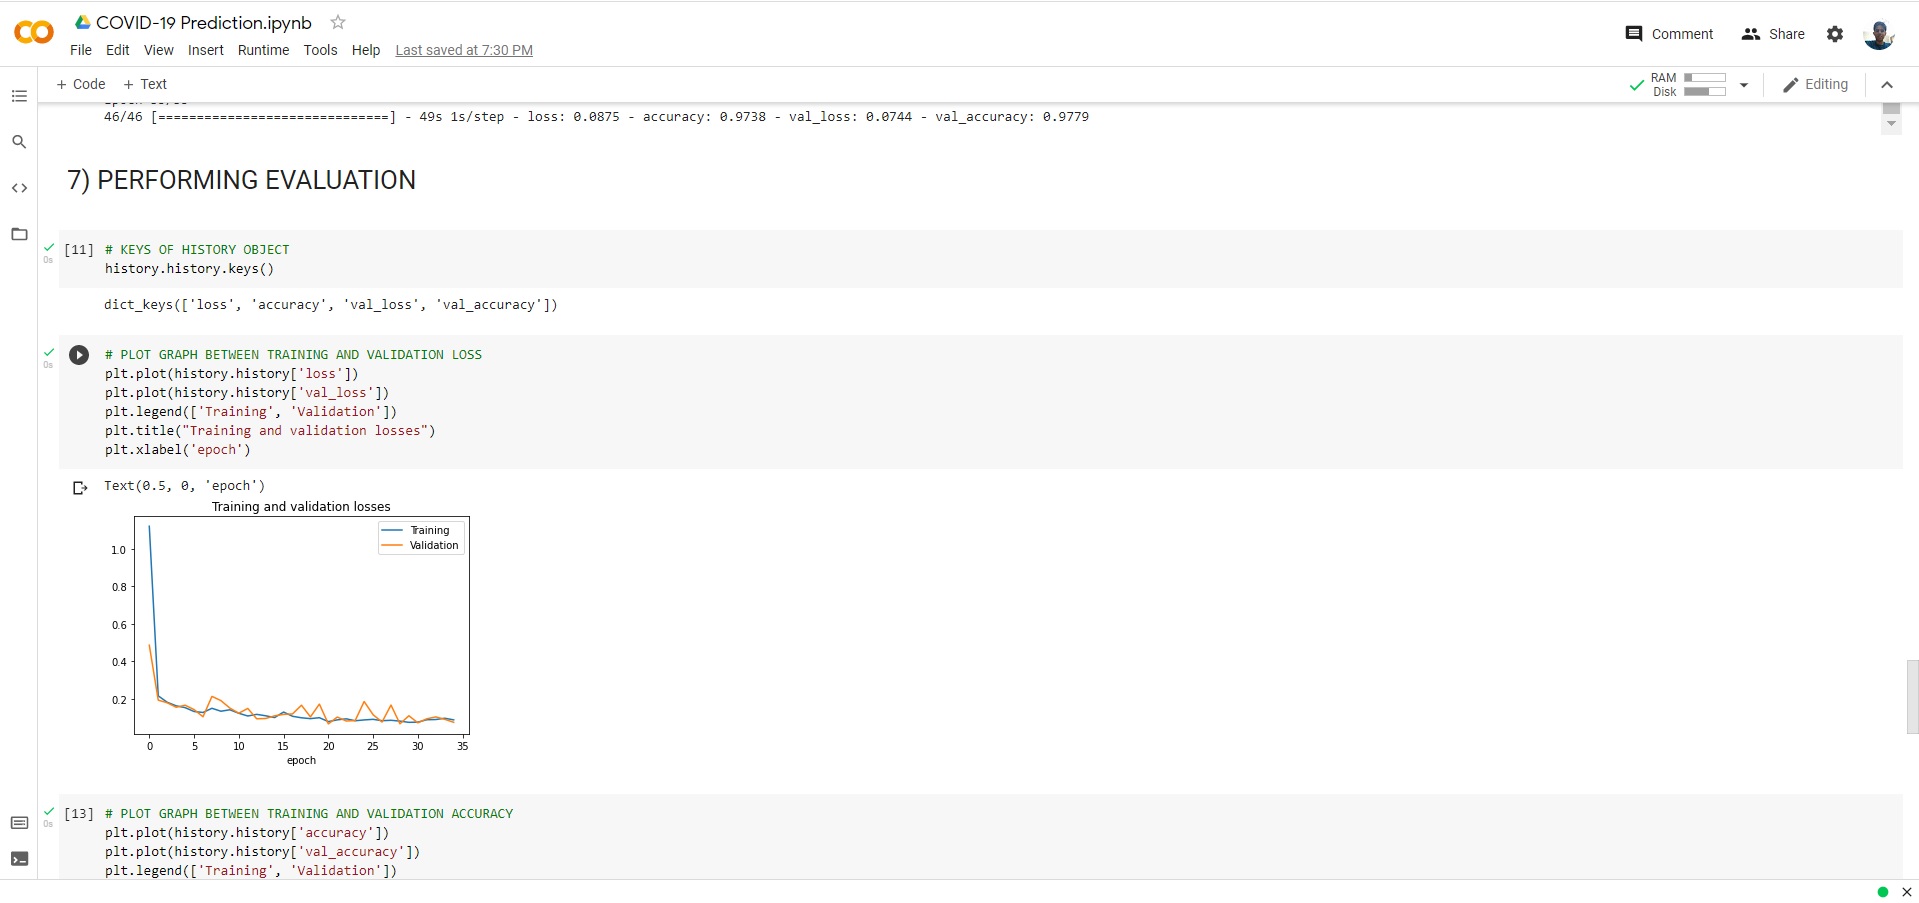 COVID-19 Prediction.ipynb
File Edit View Insert Runtime Tools Help Last saved at 7:30 PM
Comment Share
+ Code + Text
RAM
Disk
Editing
46/46 [==============================] - 49s 1s/step - loss: 0.0875 - accuracy: 0.9738 - val_loss: 0.0744 - val_accuracy: 0.9779
7) PERFORMING EVALUATION
[11] # KEYS OF HISTORY OBJECT
0s
history.history.keys()
dict_keys(['loss', 'accuracy', 'val_loss', 'val_accuracy'])
# PLOT GRAPH BETWEEN TRAINING AND VALIDATION LOSS
0s
plt.plot(history.history['loss'])
plt.plot(history.history['val_loss'])
plt.legend(['Training', 'Validation'])
plt.title("Training and validation losses")
plt.xlabel('epoch')
Text(0.5, 0, 'epoch')
Training and validation losses
Training
Validation
1.0
0.8
0.6
0.4
0.2
0 5 10 15 20 25 30 35
epoch
[13] # PLOT GRAPH BETWEEN TRAINING AND VALIDATION ACCURACY
0s
plt.plot(history.history['accuracy'])
plt.plot(history.history['val_accuracy'])
plt.legend(['Training', 'Validation'])